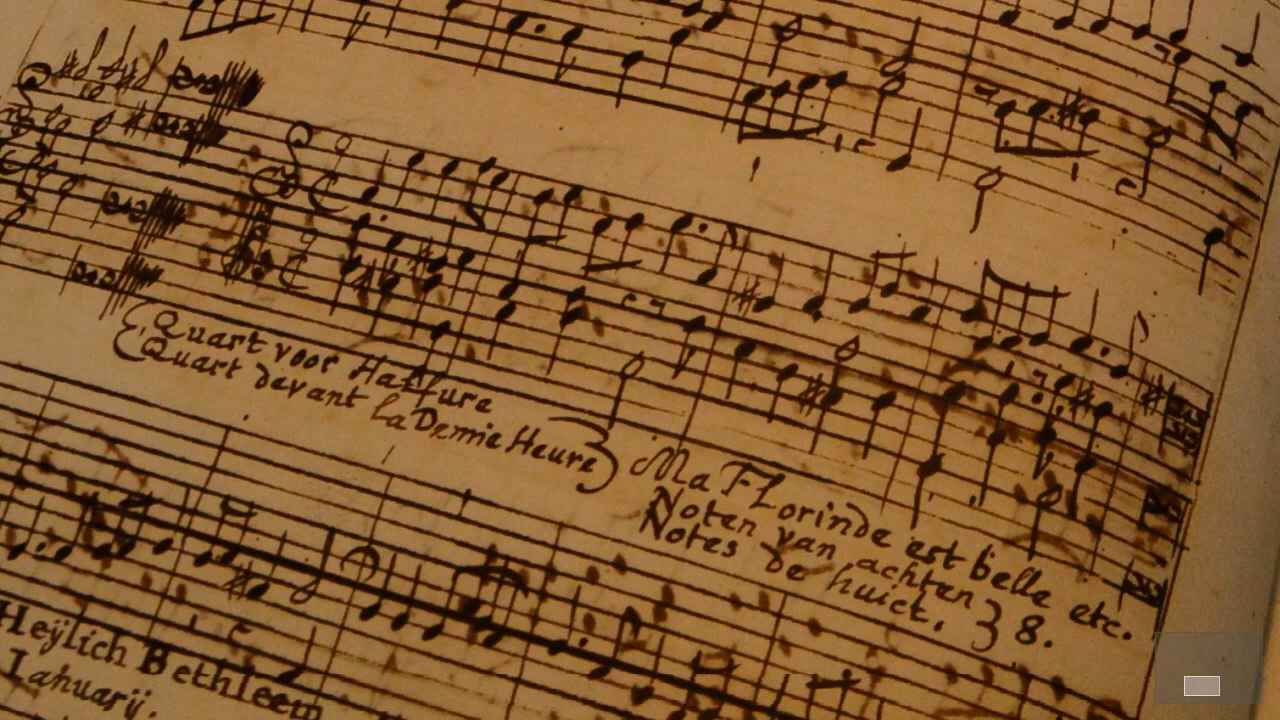 Quart voor Halfure
Quart devant la Demie Heure
Ma Florinde est belle etc.
Noten van achten
Notes de huict. } 8.
Heÿlich Bethleem
Januarij.